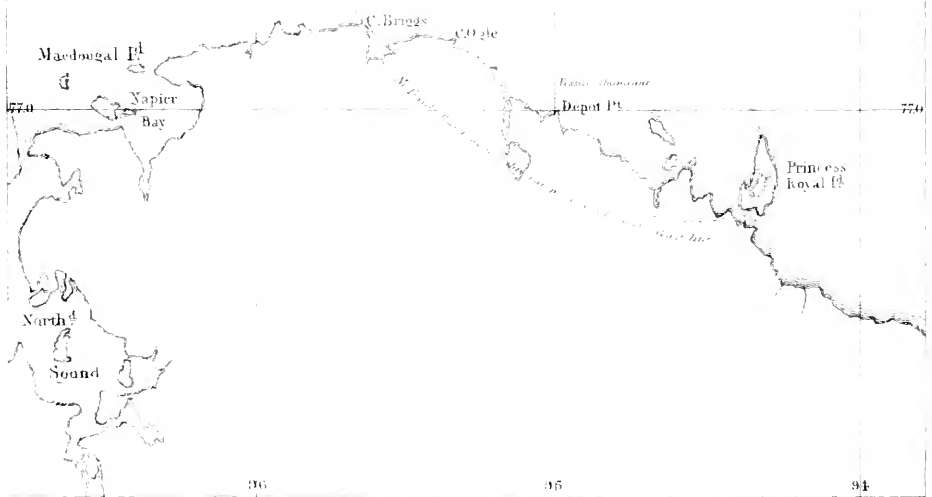 C. Briggs
C. Ogle
Macdougal Iᵈ
77.0
Napier
Bay
Depot Pᵗ
77.0
Princess
Royal Iᵈ
Northᵈ
Sound
96
95
94